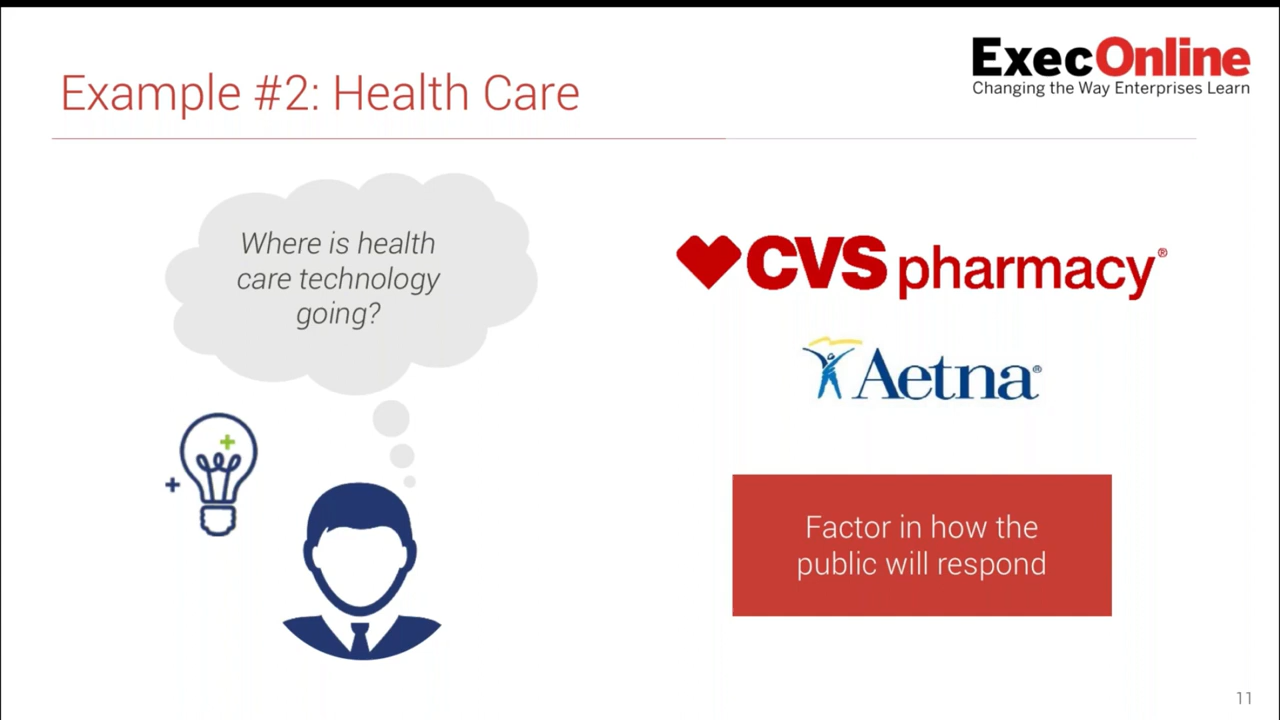 Example #2: Health Care
ExecOnline
Changing the Way Enterprises Learn
Where is health
care technology
going?
CVS pharmacy®
Aetna®
Factor in how the
public will respond
11